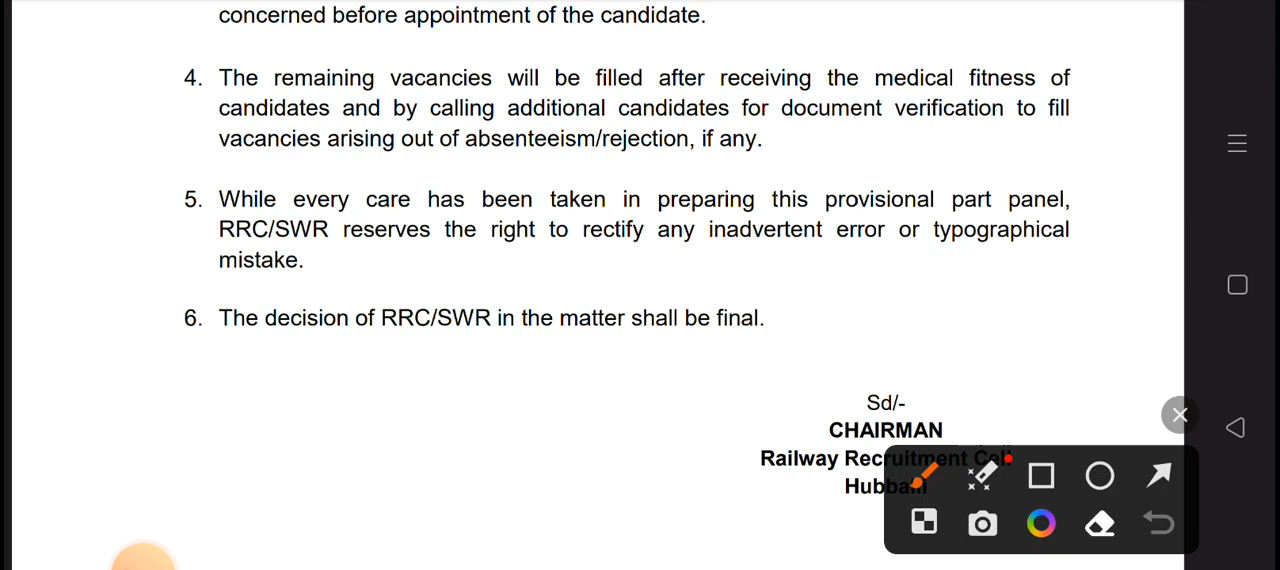 concerned before appointment of the candidate.
4. The remaining vacancies will be filled after receiving the medical fitness of
candidates and by calling additional candidates for document verification to fill
vacancies arising out of absenteeism/rejection, if any.
5. While every care has been taken in preparing this provisional part panel,
RRC/SWR reserves the right to rectify any inadvertent error or typographical
mistake.
6. The decision of RRC/SWR in the matter shall be final.
Sd/-
CHAIRMAN
Railway Recruitment Cell
Hubballi